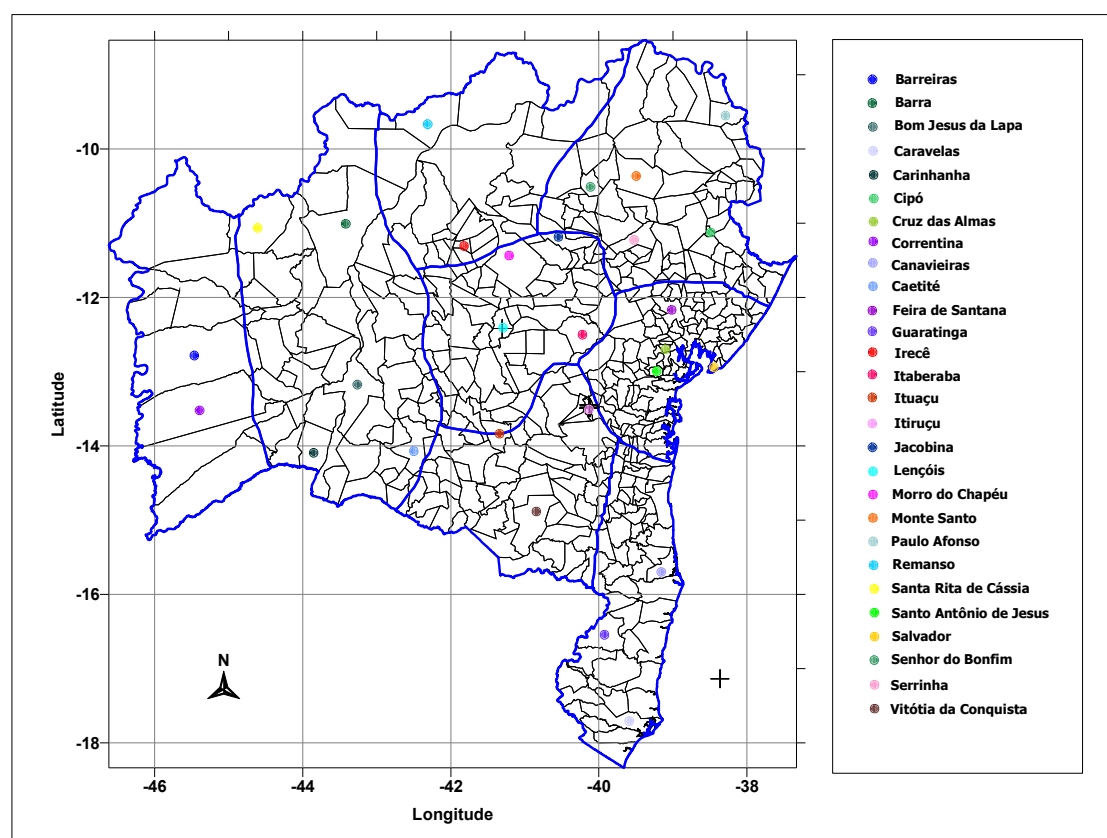 -10
-12
-14
-16
-18
Latitude
N
-46
-44
-42
-40
-38
Longitude
Barreiras
Barra
Bom Jesus da Lapa
Caravelas
Carinhanha
Cipó
Cruz das Almas
Correntina
Canavieiras
Caetité
Feira de Santana
Guaratinga
Irecê
Itaberaba
Ituaçu
Itiruçu
Jacobina
Lençóis
Morro do Chapéu
Monte Santo
Paulo Afonso
Remanso
Santa Rita de Cássia
Santo Antônio de Jesus
Salvador
Senhor do Bonfim
Serrinha
Vitótia da Conquista